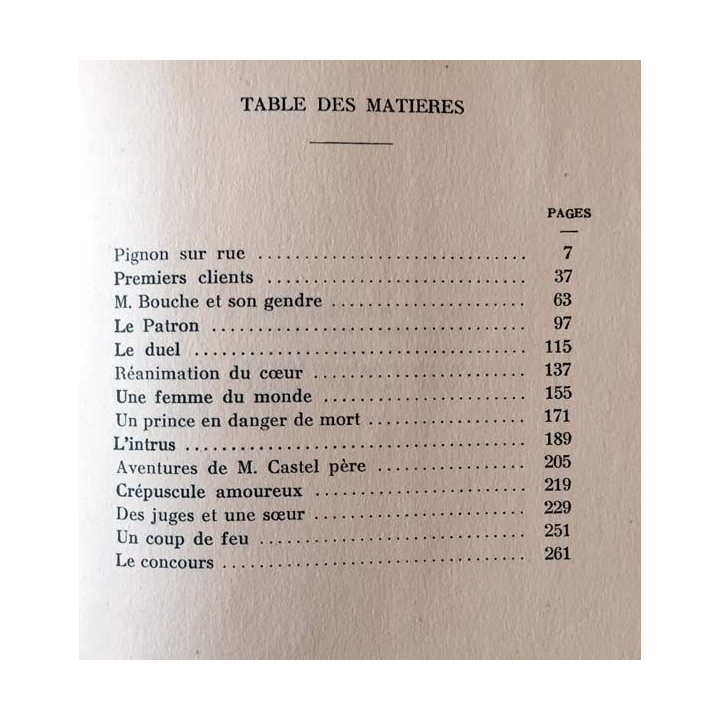 TABLE DES MATIERES
PAGES
Pignon sur rue .............................. 7
Premiers clients ............................. 37
M. Bouche et son gendre ...................... 63
Le Patron ................................... 97
Le duel ..................................... 115
Réanimation du cœur ........................ 137
Une femme du monde ....................... 155
Un prince en danger de mort .................. 171
L'intrus ..................................... 189
Aventures de M. Castel père ................. 205
Crépuscule amoureux ........................ 219
Des juges et une sœur ........................ 229
Un coup de feu .............................. 251
Le concours .................................. 261